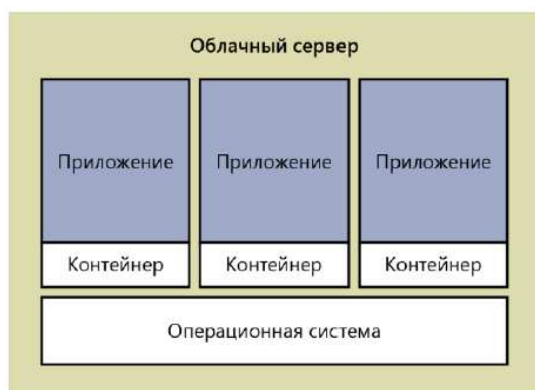 Облачный сервер
Приложение Приложение Приложение
Контейнер Контейнер Контейнер
Операционная система